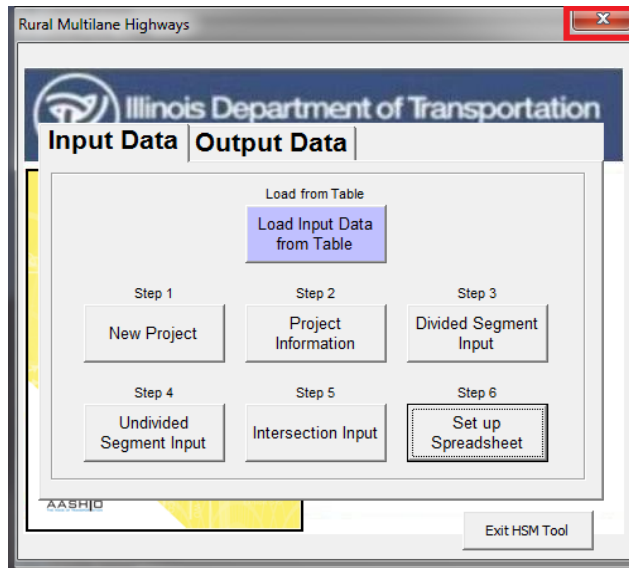 Rural Multilane Highways
X
Illinois Department of Transportation
Input Data
Output Data
Load from Table
Load Input Data
from Table
Step 1
Step 2
Step 3
New Project
Project
Information
Divided Segment
Input
Step 4
Step 5
Step 6
Undivided
Segment Input
Intersection Input
Set up
Spreadsheet
AASHO
Exit HSM Tool